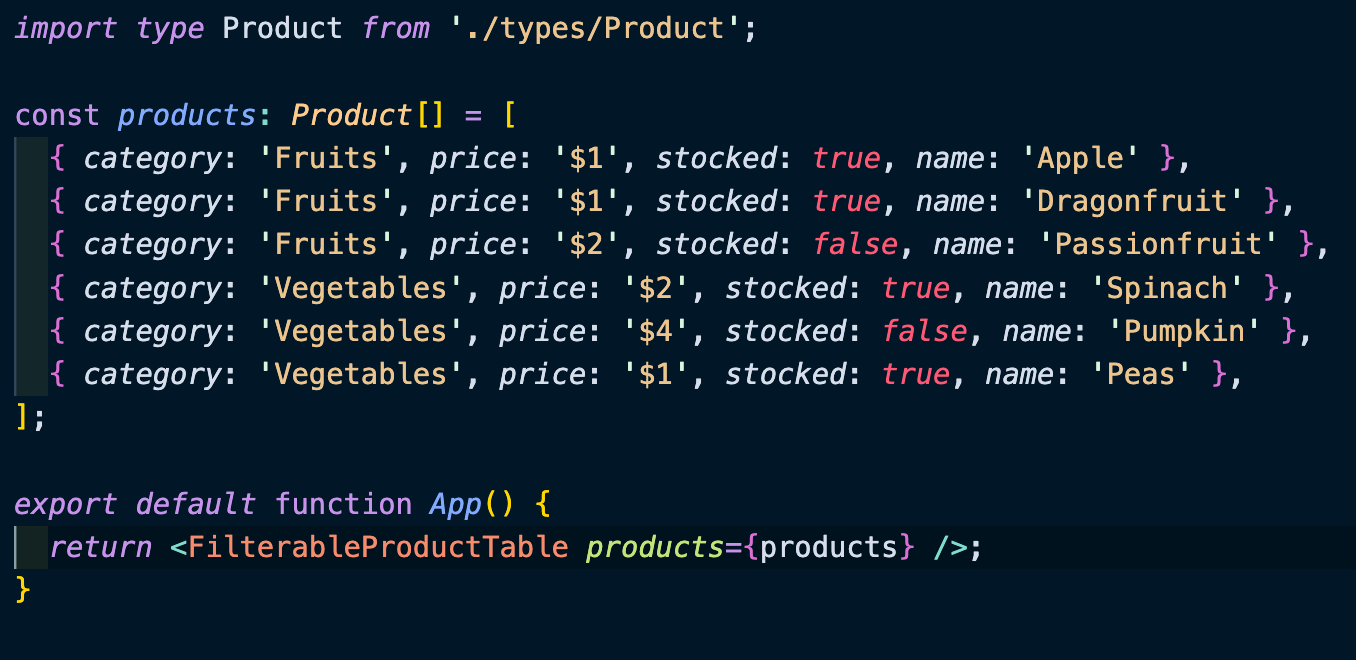 import type Product from './types/Product';
const products: Product[] = [
{ category: 'Fruits', price: '$1', stocked: true, name: 'Apple' },
{ category: 'Fruits', price: '$1', stocked: true, name: 'Dragonfruit' },
{ category: 'Fruits', price: '$2', stocked: false, name: 'Passionfruit' },
{ category: 'Vegetables', price: '$2', stocked: true, name: 'Spinach' },
{ category: 'Vegetables', price: '$4', stocked: false, name: 'Pumpkin' },
{ category: 'Vegetables', price: '$1', stocked: true, name: 'Peas' },
];
export default function App() {
return <FilterableProductTable products={products} />;
}